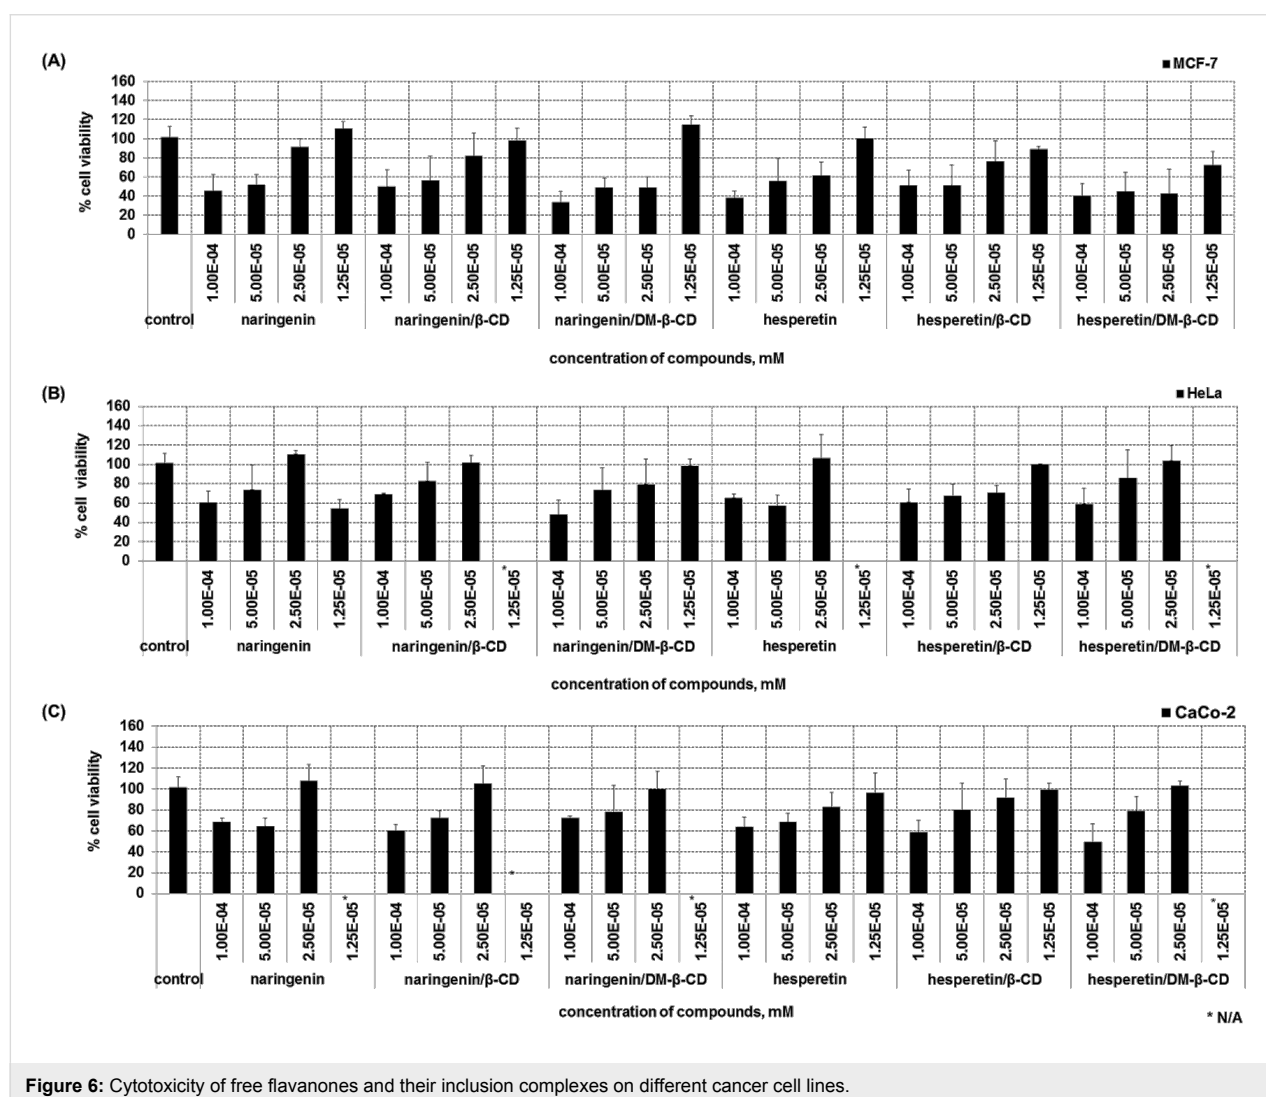 (A)
■ MCF-7
% cell viability
160
140
120
100
80
60
40
20
0
1.00E-04 5.00E-05 2.50E-05 1.25E-05 1.00E-04 5.00E-05 2.50E-05 1.25E-05 1.00E-04 5.00E-05 2.50E-05 1.25E-05 1.00E-04 5.00E-05 2.50E-05 1.25E-05 1.00E-04 5.00E-05 2.50E-05 1.25E-05 1.00E-04 5.00E-05 2.50E-05 1.25E-05
control naringenin naringenin/β-CD naringenin/DM-β-CD hesperetin hesperetin/β-CD hesperetin/DM-β-CD
concentration of compounds, mM
(B)
■ HeLa
% cell viability
160
140
120
100
80
60
40
20
0
* * *
1.00E-04 5.00E-05 2.50E-05 1.25E-05 1.00E-04 5.00E-05 2.50E-05 1.25E-05 1.00E-04 5.00E-05 2.50E-05 1.25E-05 1.00E-04 5.00E-05 2.50E-05 1.25E-05 1.00E-04 5.00E-05 2.50E-05 1.25E-05 1.00E-04 5.00E-05 2.50E-05 1.25E-05
control naringenin naringenin/β-CD naringenin/DM-β-CD hesperetin hesperetin/β-CD hesperetin/DM-β-CD
concentration of compounds, mM
(C)
■ CaCo-2
% cell viability
160
140
120
100
80
60
40
20
0
* * * *
1.00E-04 5.00E-05 2.50E-05 1.25E-05 1.00E-04 5.00E-05 2.50E-05 1.25E-05 1.00E-04 5.00E-05 2.50E-05 1.25E-05 1.00E-04 5.00E-05 2.50E-05 1.25E-05 1.00E-04 5.00E-05 2.50E-05 1.25E-05 1.00E-04 5.00E-05 2.50E-05 1.25E-05
control naringenin naringenin/β-CD naringenin/DM-β-CD hesperetin hesperetin/β-CD hesperetin/DM-β-CD
concentration of compounds, mM
* N/A
Figure 6: Cytotoxicity of free flavanones and their inclusion complexes on different cancer cell lines.